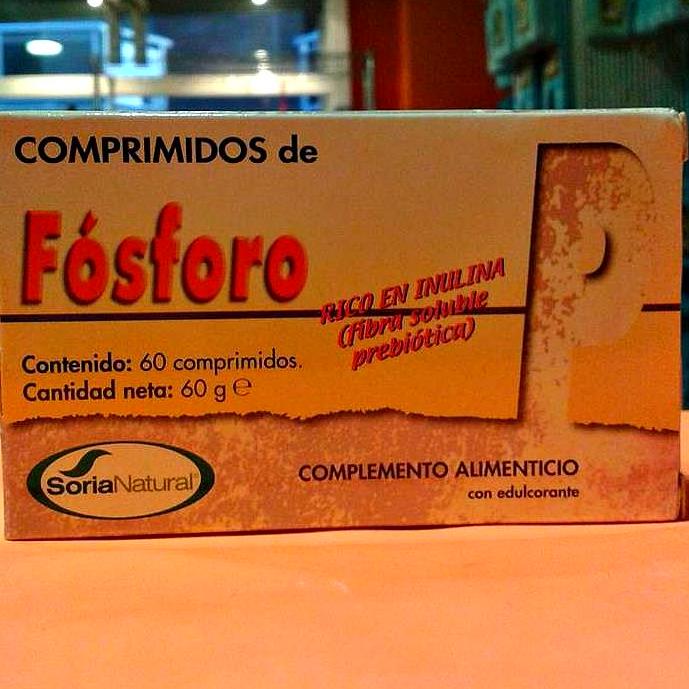 COMPRIMIDOS de
Fósforo
P
RICO EN INULINA
(Fibra soluble
prebiótica)
Contenido: 60 comprimidos.
Cantidad neta: 60 g ℮
SoriaNatural®
COMPLEMENTO ALIMENTICIO
con edulcorante